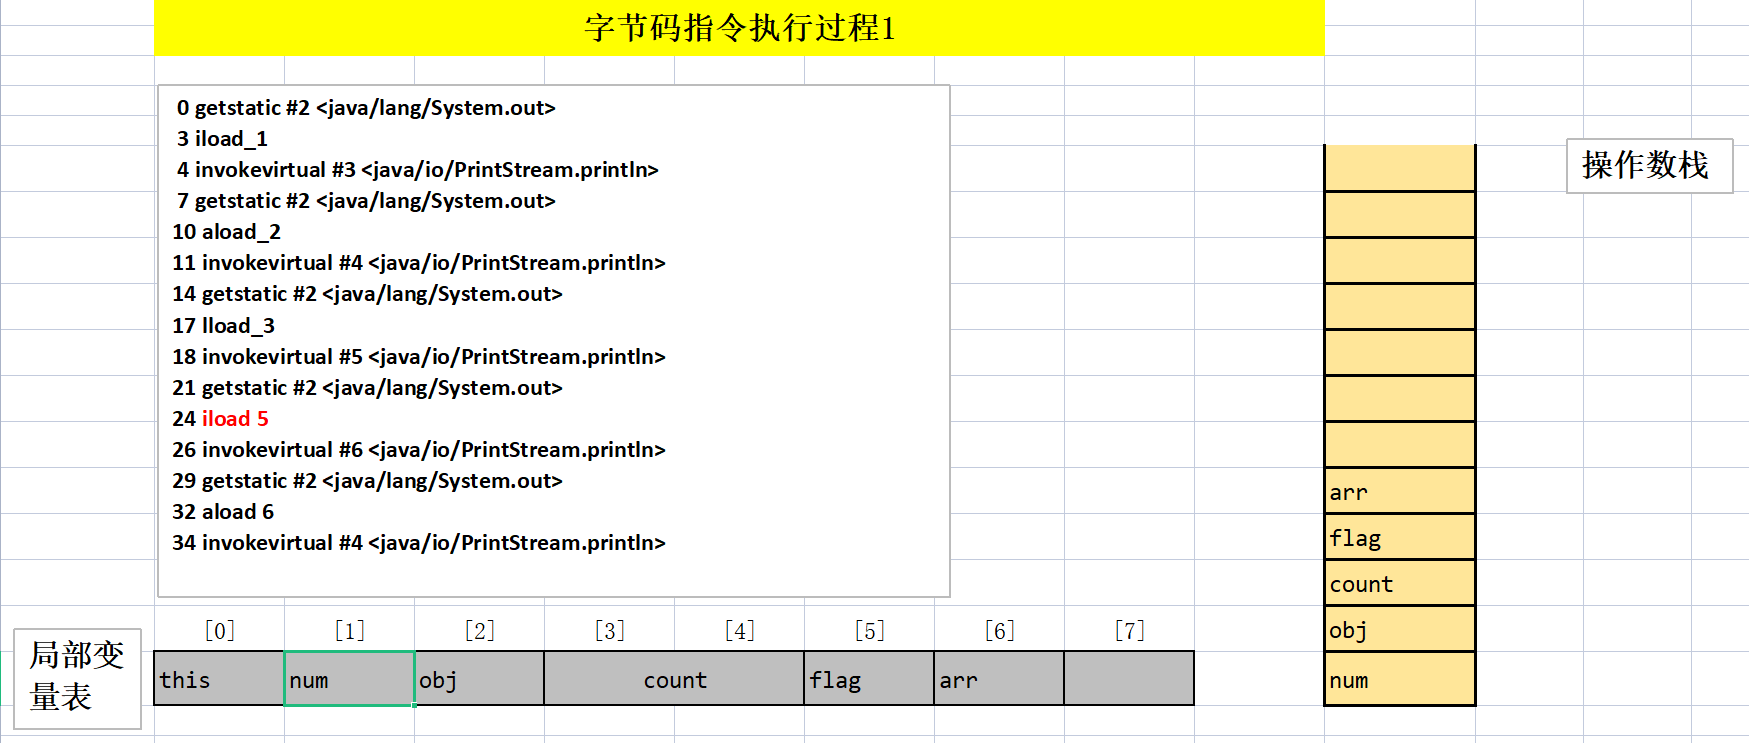 字节码指令执行过程1
0 getstatic #2 <java/lang/System.out>
3 iload_1
4 invokevirtual #3 <java/io/PrintStream.println>
7 getstatic #2 <java/lang/System.out>
10 aload_2
11 invokevirtual #4 <java/io/PrintStream.println>
14 getstatic #2 <java/lang/System.out>
17 lload_3
18 invokevirtual #5 <java/io/PrintStream.println>
21 getstatic #2 <java/lang/System.out>
24 iload 5
26 invokevirtual #6 <java/io/PrintStream.println>
29 getstatic #2 <java/lang/System.out>
32 aload 6
34 invokevirtual #4 <java/io/PrintStream.println>
操作数栈
arr
flag
count
obj
num
[0] [1] [2] [3] [4] [5] [6] [7]
局部变
量表
this num obj count flag arr